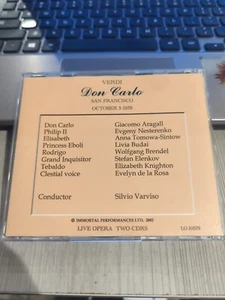 VERDI
Don Carlo
SAN FRANCISCO
OCTOBER 3 1979
Don Carlo Giacomo Aragall
Philip II Evgeny Nesterenko
Elisabeth Anna Tomowa-Sintow
Princess Eboli Livia Budai
Rodrigo Wolfgang Brendel
Grand Inquisitor Stefan Elenkov
Tebaldo Elizabeth Knighton
Clestial voice Evelyn de la Rosa
Conductor Silvio Varviso
© IMMORTAL PERFORMANCES LTD. 2002
LIVE OPERA TWO CDRS